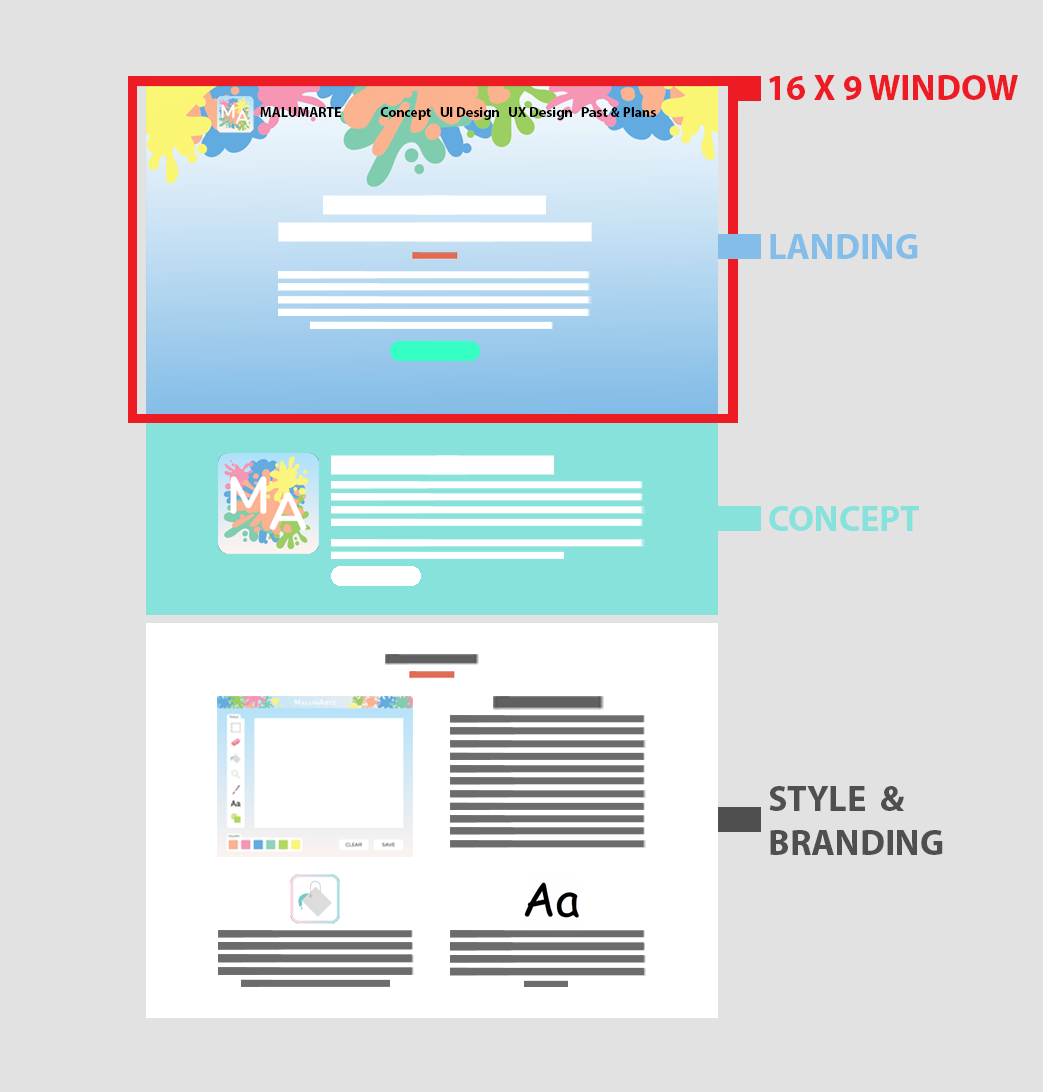 16 X 9 WINDOW
MA MALUMARTE Concept UI Design UX Design Past & Plans
LANDING
MA
CONCEPT
MALUMARTE
Aa
CLEAR SAVE
STYLE &
BRANDING
Aa